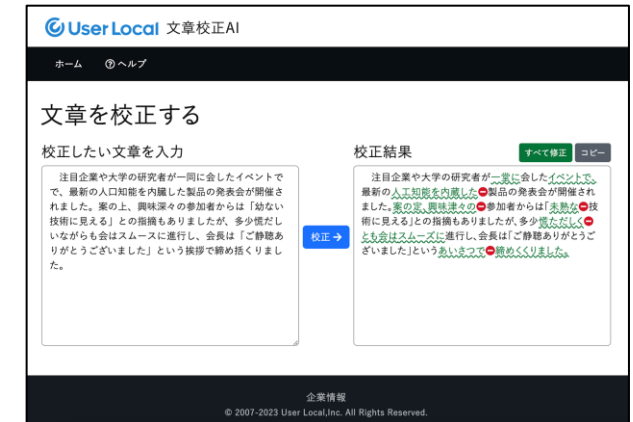 User Local 文章校正AI
ホーム ?ヘルプ
文章を校正する
校正したい文章を入力
注目企業や大学の研究者が一同に会したイベントで
で、最新の人口知能を内臓した製品の発表会が開催さ
れました。案の上、興味深々の参加者からは「幼ない
技術に見える」との指摘もありましたが、多少慌だし
いながらも会はスムースに進行し、会長は「ご静聴あ
りがとうございました」という挨拶で締め括くりまし
た。
校正→
校正結果
すべて修正 コピー
注目企業や大学の研究者が一堂に会したイベントで、
最新の人工知能を内蔵した製品の発表会が開催され
ました。案の定、興味津々の参加者からは「未熟な技
術に見える」との指摘もありましたが、多少慌ただしく
とも会はスムーズに進行し、会長は「ご静聴ありがとうご
ざいました」というあいさつで締めくくりました。
企業情報
© 2007-2023 User Local,Inc. All Rights Reserved.